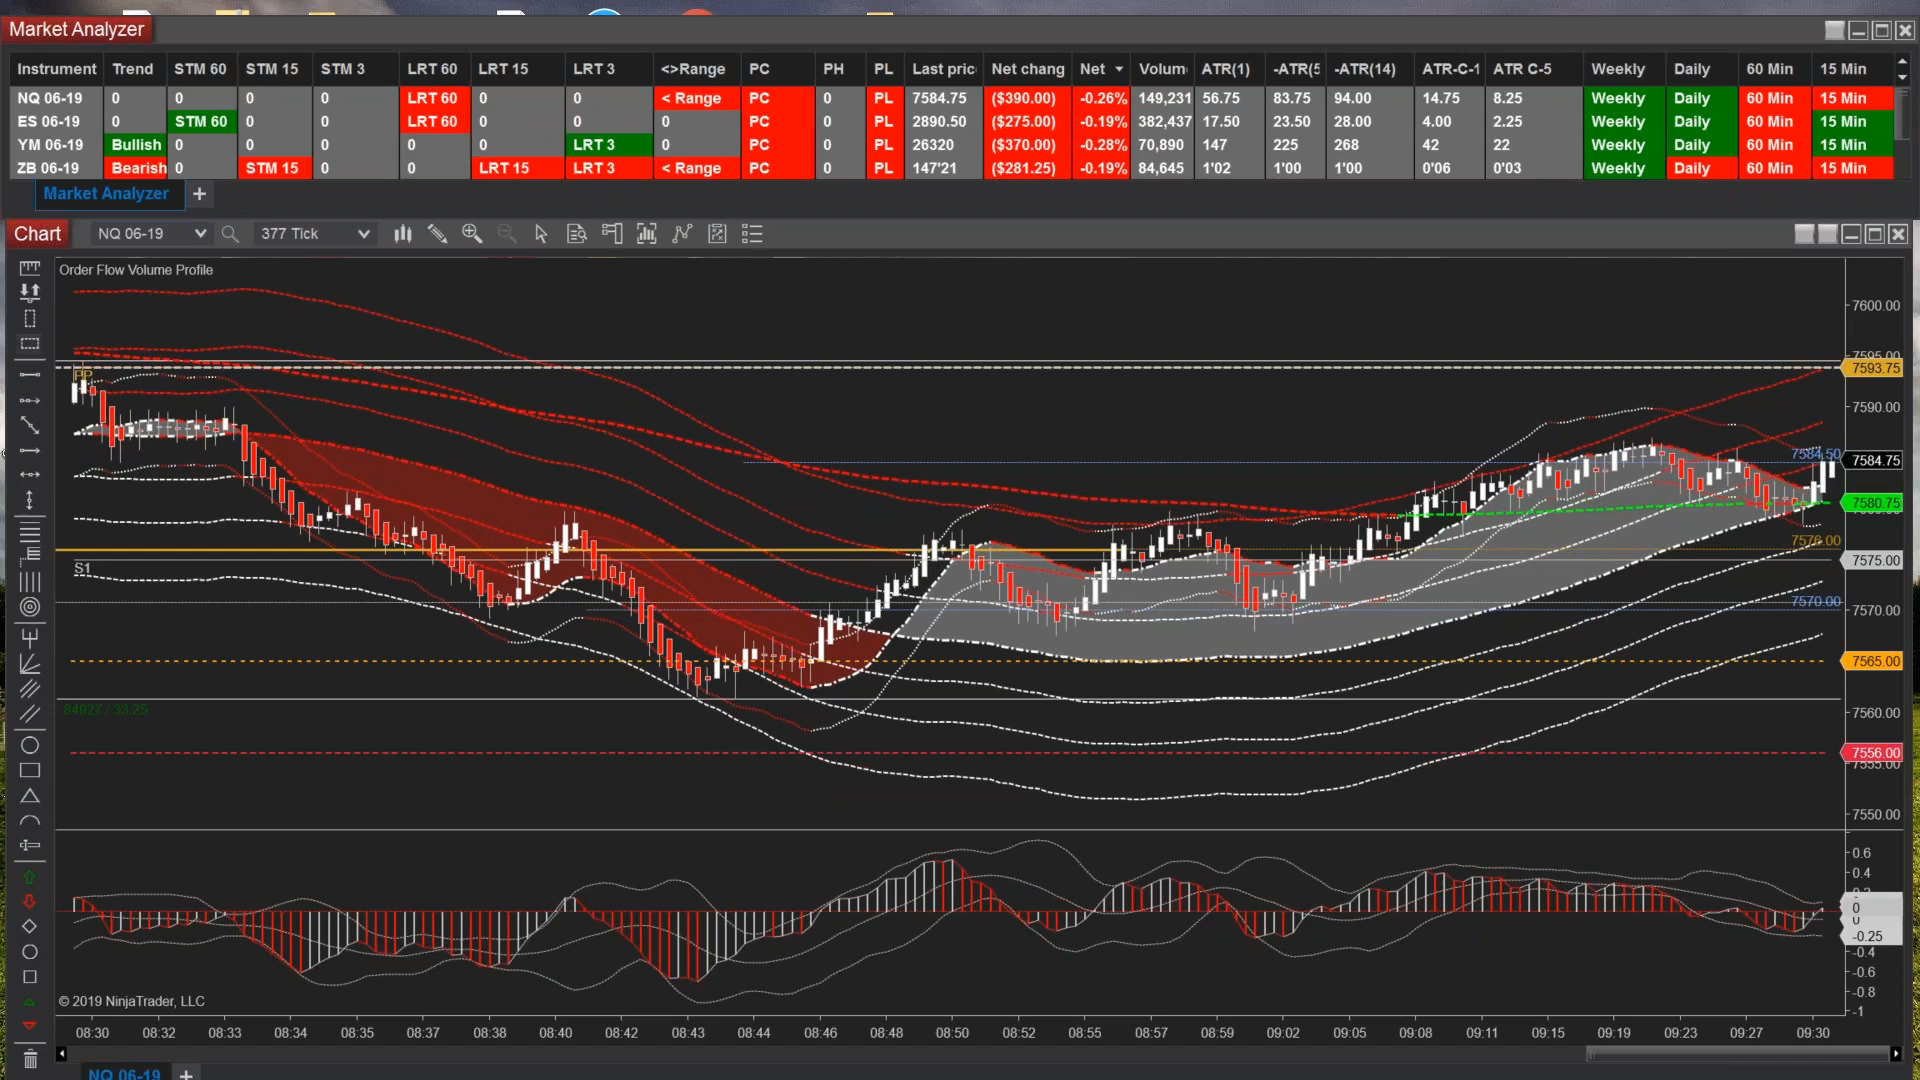 Market Analyzer
Instrument Trend STM 60 STM 15 STM 3 LRT 60 LRT 15 LRT 3 <>Range PC PH PL Last pric Net chang Net Volum ATR(1) -ATR(5 -ATR(14) ATR-C-1 ATR C-5 Weekly Daily 60 Min 15 Min
NQ 06-19 0 0 0 0 LRT 60 0 0 < Range PC 0 PL 7584.75 ($390.00) -0.26% 149,231 56.75 83.75 94.00 14.75 8.25 Weekly Daily 60 Min 15 Min
ES 06-19 0 STM 60 0 0 LRT 60 0 0 0 PC 0 PL 2890.50 ($275.00) -0.19% 382,437 17.50 23.50 28.00 4.00 2.25 Weekly Daily 60 Min 15 Min
YM 06-19 Bullish 0 0 0 0 0 LRT 3 0 PC 0 PL 26320 ($370.00) -0.28% 70,890 147 225 268 42 22 Weekly Daily 60 Min 15 Min
ZB 06-19 Bearish 0 STM 15 0 0 LRT 15 LRT 3 < Range PC 0 PL 147'21 ($281.25) -0.19% 84,645 1'02 1'00 1'00 0'06 0'03 Weekly Daily 60 Min 15 Min
Market Analyzer +
Chart NQ 06-19 377 Tick
Order Flow Volume Profile
7600.00
7595.00
7593.75
PP
7590.00
7584.50
7584.75
7580.75
7576.00
7575.00
S1
7570.00
7570.00
7565.00
84927 / 33.25
7560.00
7556.00
7555.00
7550.00
0.6
0.4
0.2
0
0
-0.25
-0.4
-0.6
-0.8
-1
© 2019 NinjaTrader, LLC
08:30 08:32 08:33 08:34 08:35 08:37 08:38 08:40 08:42 08:43 08:44 08:46 08:48 08:50 08:52 08:55 08:57 08:59 09:02 09:05 09:08 09:11 09:15 09:19 09:23 09:27 09:30
NQ 06-19 +